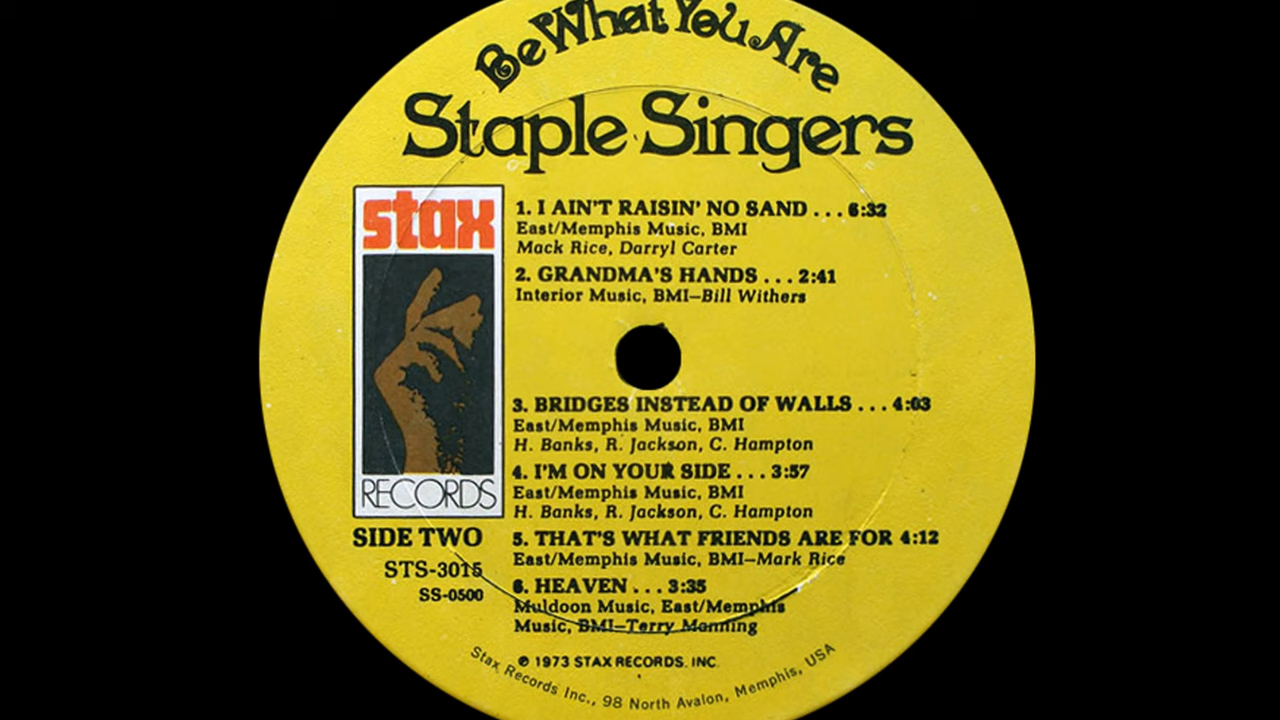 Be What You Are
Staple Singers
stax
RECORDS
1. I AIN'T RAISIN' NO SAND . . . 6:32
East/Memphis Music, BMI
Mack Rice, Darryl Carter
2. GRANDMA'S HANDS . . . 2:41
Interior Music, BMI—Bill Withers
3. BRIDGES INSTEAD OF WALLS . . . 4:03
East/Memphis Music, BMI
H. Banks, R. Jackson, C. Hampton
4. I'M ON YOUR SIDE . . . 3:57
East/Memphis Music, BMI
H. Banks, R. Jackson, C. Hampton
SIDE TWO
STS-3015
SS-0500
5. THAT'S WHAT FRIENDS ARE FOR 4:12
East/Memphis Music, BMI—Mark Rice
6. HEAVEN . . . 3:35
Muldoon Music, East/Memphis
Music, BMI—Terry Manning
℗ 1973 STAX RECORDS. INC.
Stax Records Inc., 98 North Avalon, Memphis, USA